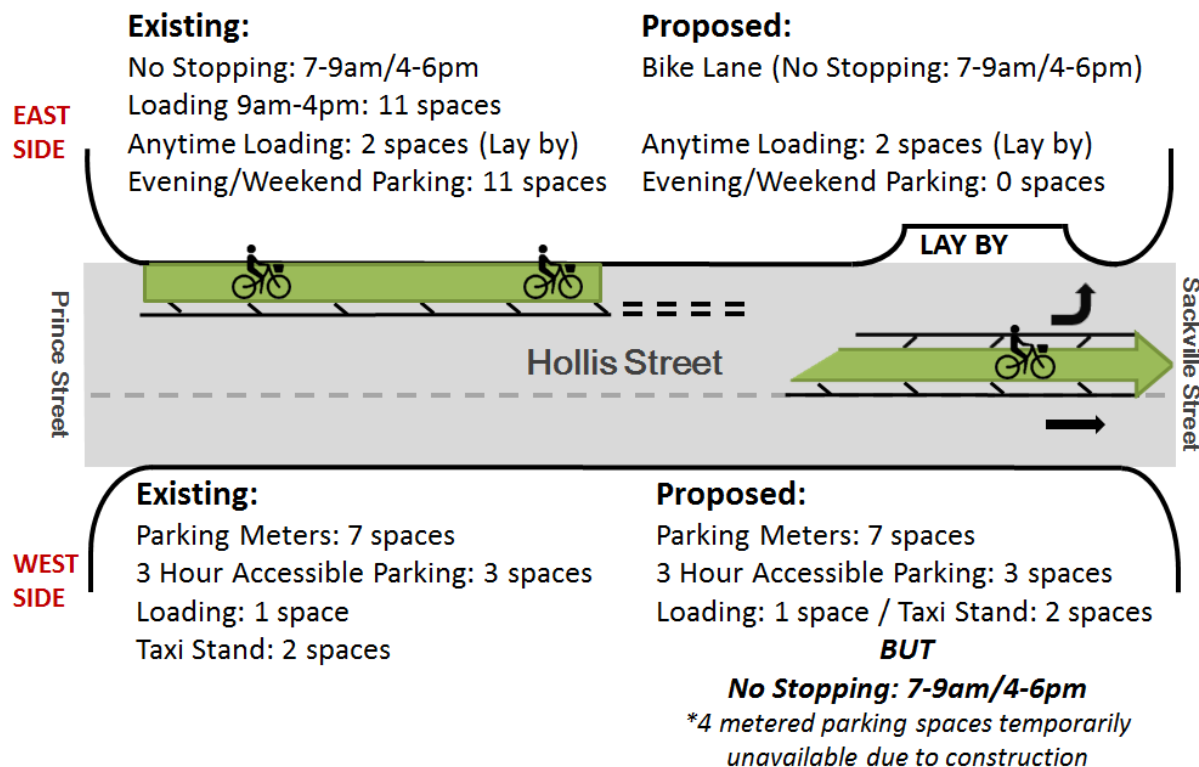 Existing:
No Stopping: 7-9am/4-6pm
Loading 9am-4pm: 11 spaces
Anytime Loading: 2 spaces (Lay by)
Evening/Weekend Parking: 11 spaces
Proposed:
Bike Lane (No Stopping: 7-9am/4-6pm)
Anytime Loading: 2 spaces (Lay by)
Evening/Weekend Parking: 0 spaces
EAST
SIDE
LAY BY
Prince Street
Hollis Street
Sackville Street
WEST
SIDE
Existing:
Parking Meters: 7 spaces
3 Hour Accessible Parking: 3 spaces
Loading: 1 space
Taxi Stand: 2 spaces
Proposed:
Parking Meters: 7 spaces
3 Hour Accessible Parking: 3 spaces
Loading: 1 space / Taxi Stand: 2 spaces
BUT
No Stopping: 7-9am/4-6pm
*4 metered parking spaces temporarily
unavailable due to construction